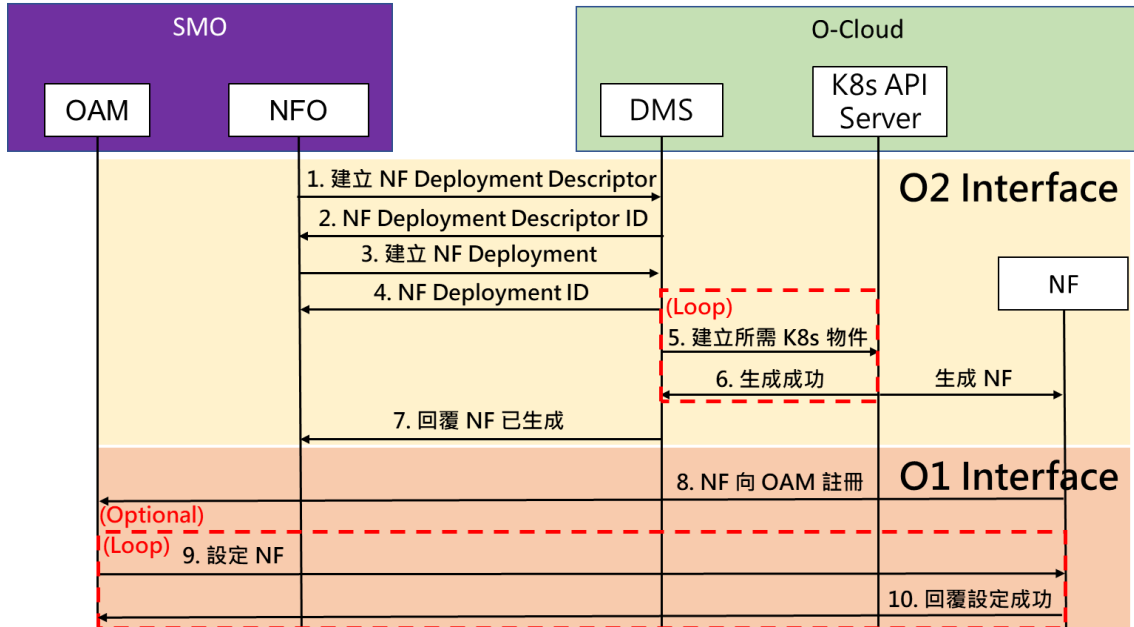 SMO
O-Cloud
OAM
NFO
DMS
K8s API
Server
O2 Interface
1. 建立 NF Deployment Descriptor
2. NF Deployment Descriptor ID
3. 建立 NF Deployment
4. NF Deployment ID
NF
(Loop)
5. 建立所需 K8s 物件
6. 生成成功
生成 NF
7. 回覆 NF 已生成
O1 Interface
8. NF 向 OAM 註冊
(Optional)
(Loop)
9. 設定 NF
10. 回覆設定成功